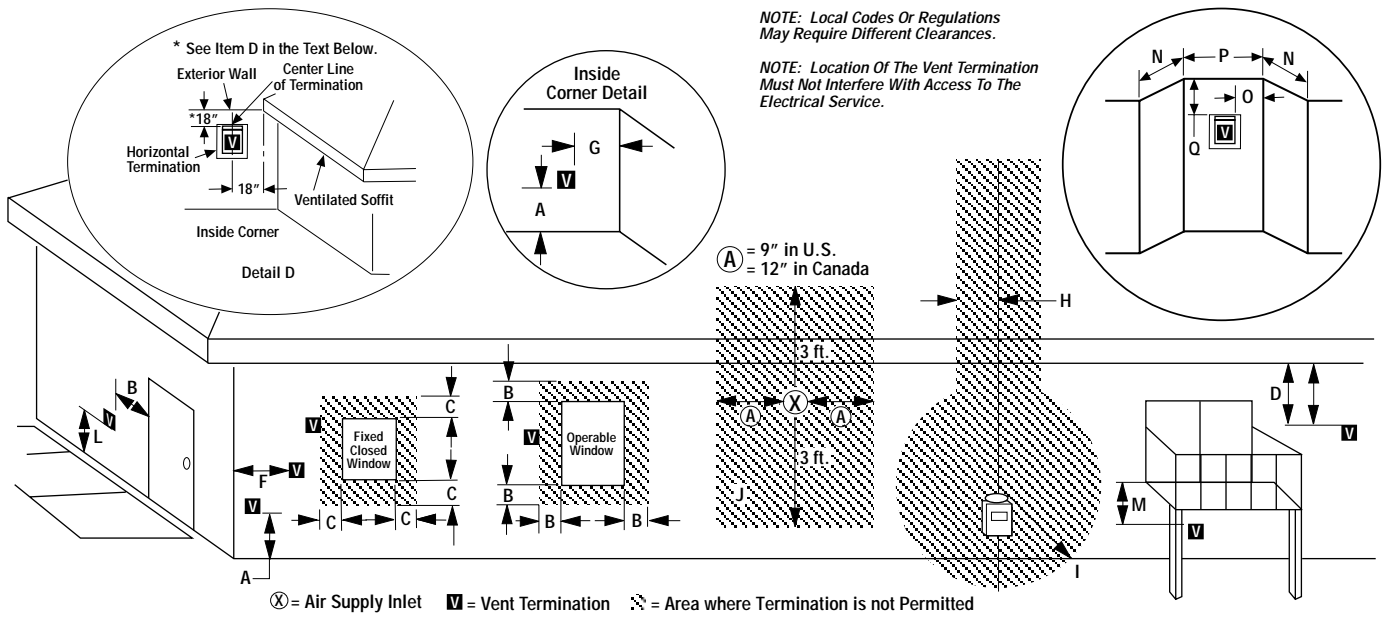 * See Item D in the Text Below.
Exterior Wall
Center Line
of Termination
*18"
V
Horizontal
Termination
18"
Ventilated Soffit
Inside Corner
Detail D
Inside
Corner Detail
G
V
A
NOTE: Local Codes Or Regulations
May Require Different Clearances.
NOTE: Location Of The Vent Termination
Must Not Interfere With Access To The
Electrical Service.
N
P
N
O
V
Q
A = 9" in U.S.
= 12" in Canada
H
3 ft.
A
X
A
3 ft.
J
B
V
L
F
V
V
A
V
C
Fixed
Closed
Window
C
C
C
B
V
Operable
Window
B
B
B
I
D
V
M
V
X = Air Supply Inlet
V = Vent Termination
= Area where Termination is not Permitted